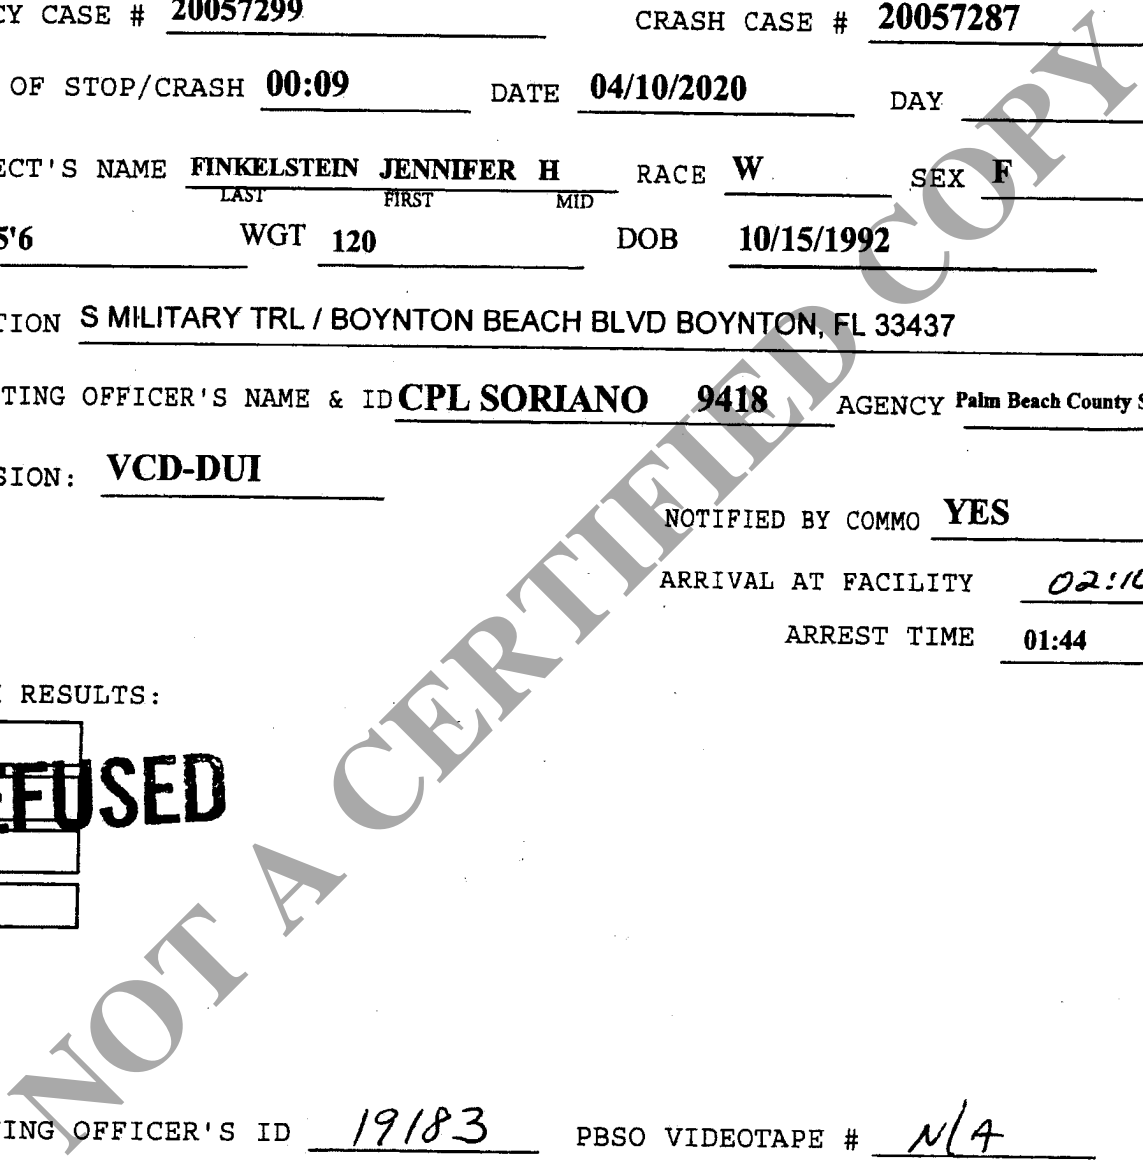 CY CASE # 20057299 CRASH CASE # 20057287
OF STOP/CRASH 00:09 DATE 04/10/2020 DAY
ECT'S NAME FINKELSTEIN JENNIFER H RACE W SEX F
LAST FIRST MID
5'6 WGT 120 DOB 10/15/1992
TION S MILITARY TRL / BOYNTON BEACH BLVD BOYNTON, FL 33437
TING OFFICER'S NAME & ID CPL SORIANO 9418 AGENCY Palm Beach County S
SION: VCD-DUI
NOTIFIED BY COMMO YES
ARRIVAL AT FACILITY 02:10
ARREST TIME 01:44
RESULTS:
EFUSED
ING OFFICER'S ID 19183 PBSO VIDEOTAPE # N/A
NOT A CERTIFIED COPY